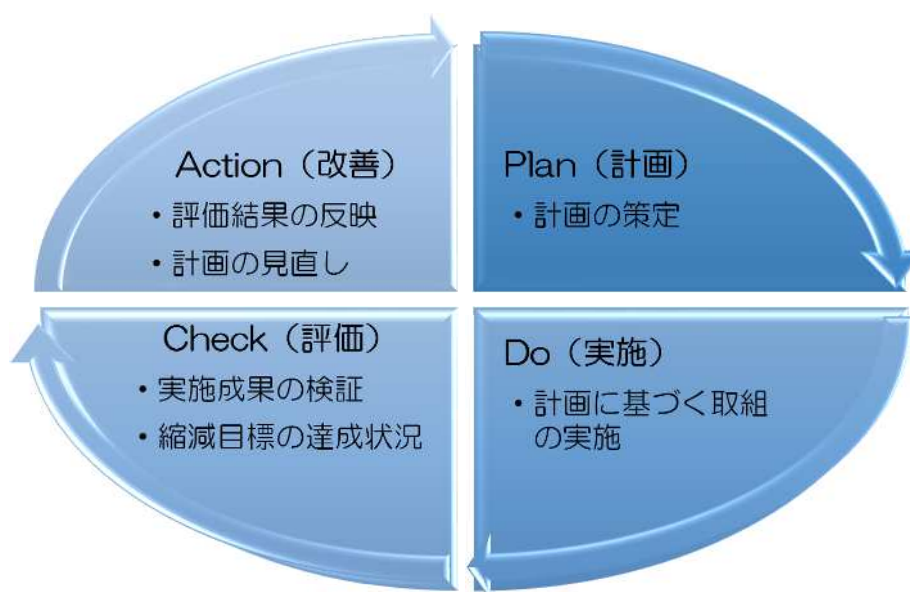 Action（改善）
・評価結果の反映
・計画の見直し
Plan（計画）
・計画の策定
Check（評価）
・実施成果の検証
・縮減目標の達成状況
Do（実施）
・計画に基づく取組
の実施